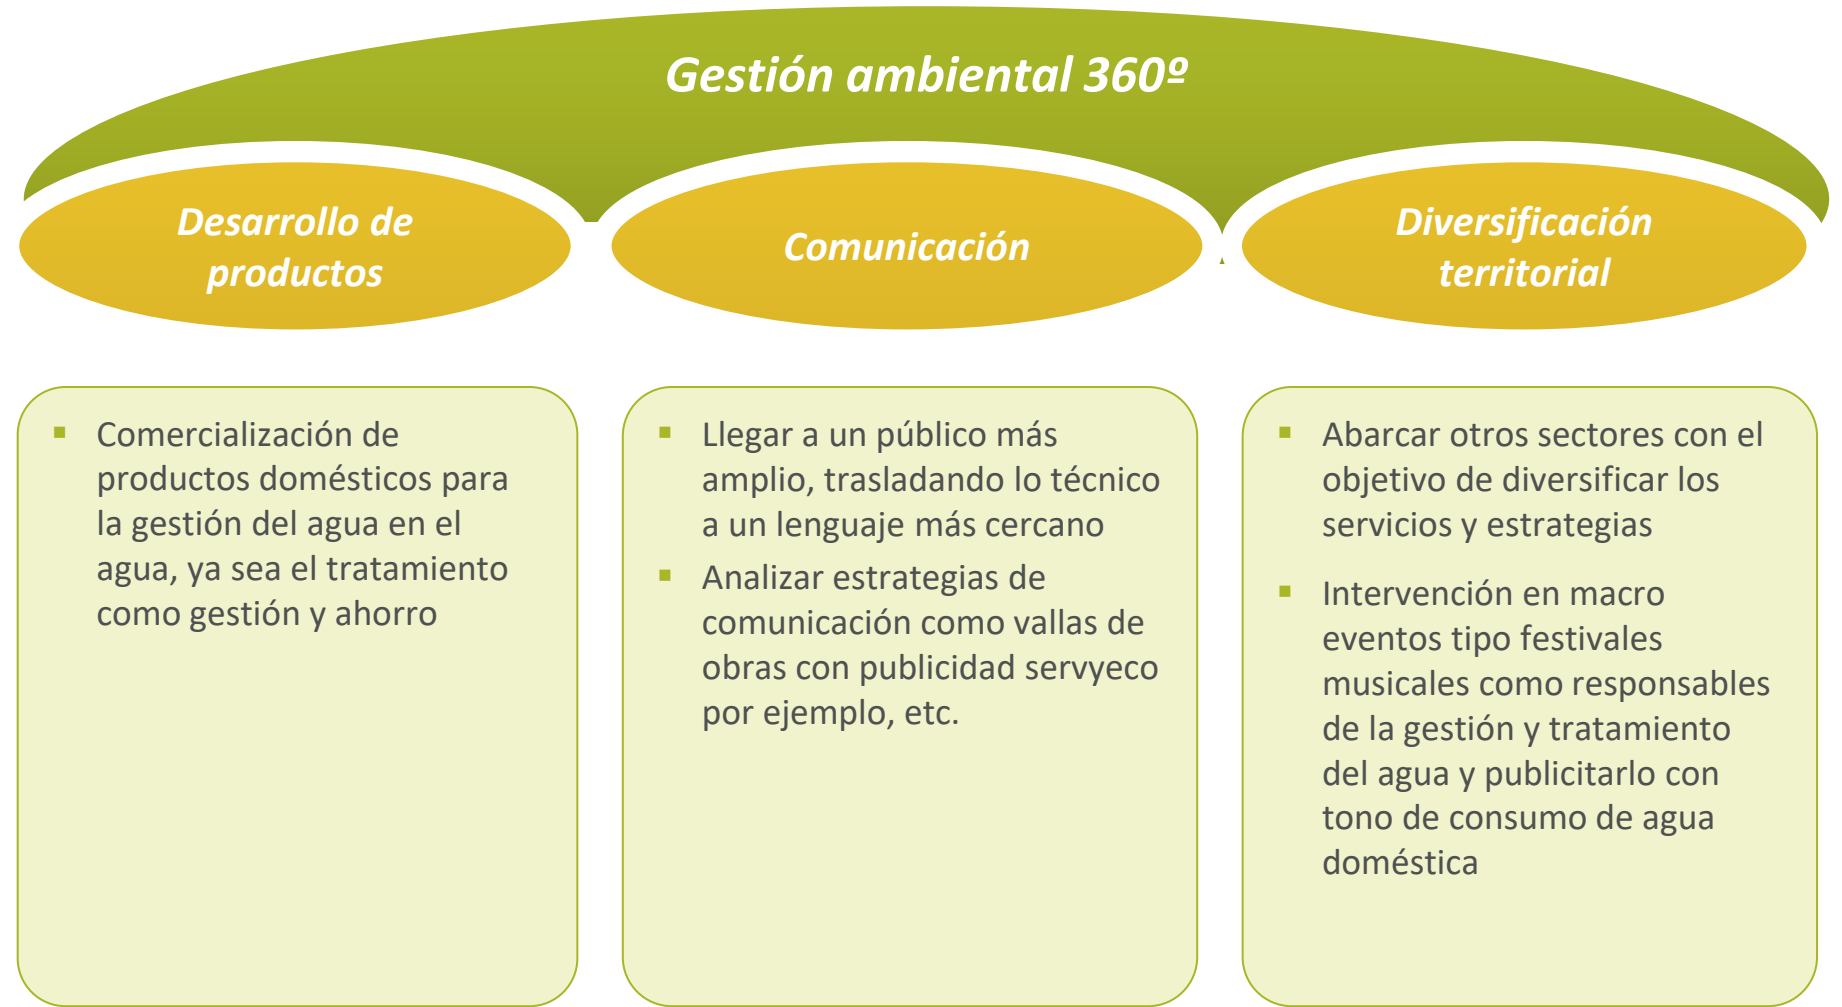 Gestión ambiental 360º
Desarrollo de
productos
Comunicación
Diversificación
territorial
▪ Comercialización de
productos domésticos para
la gestión del agua en el
agua, ya sea el tratamiento
como gestión y ahorro
▪ Llegar a un público más
amplio, trasladando lo técnico
a un lenguaje más cercano
▪ Analizar estrategias de
comunicación como vallas de
obras con publicidad servyeco
por ejemplo, etc.
▪ Abarcar otros sectores con el
objetivo de diversificar los
servicios y estrategias
▪ Intervención en macro
eventos tipo festivales
musicales como responsables
de la gestión y tratamiento
del agua y publicitarlo con
tono de consumo de agua
doméstica